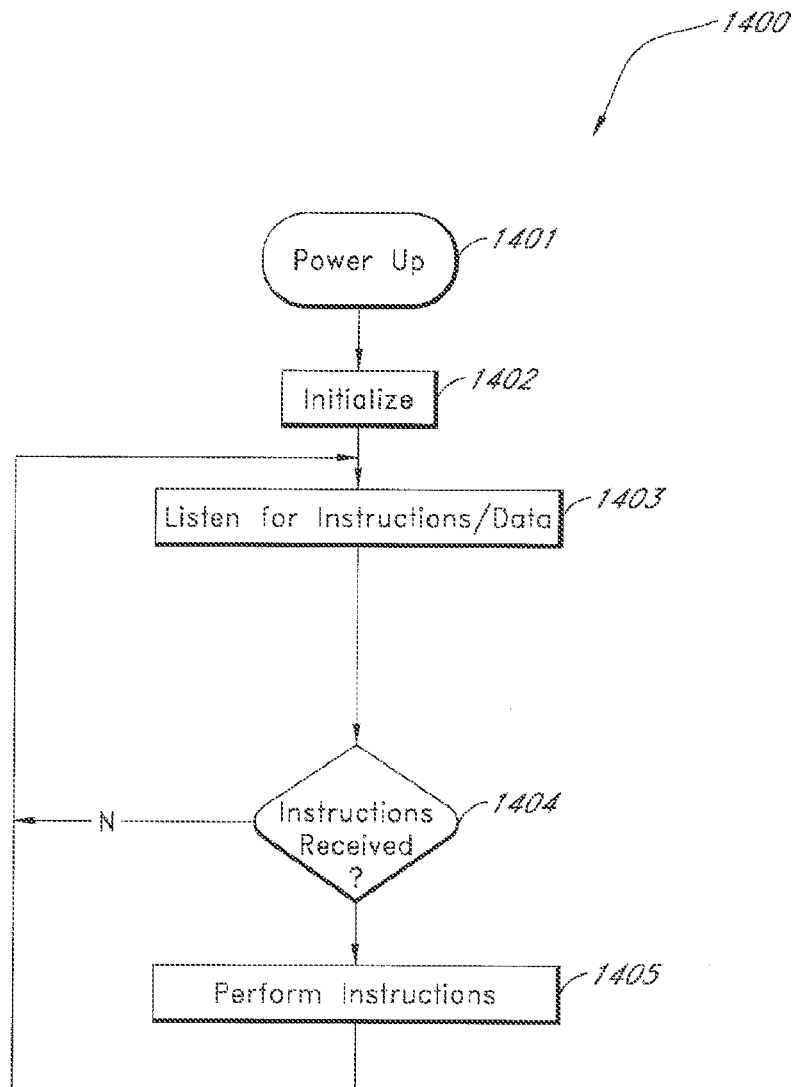 1400
Power Up
1401
Initialize
1402
Listen for Instructions/Data
1403
Instructions
Received
?
1404
N
Perform Instructions
1405